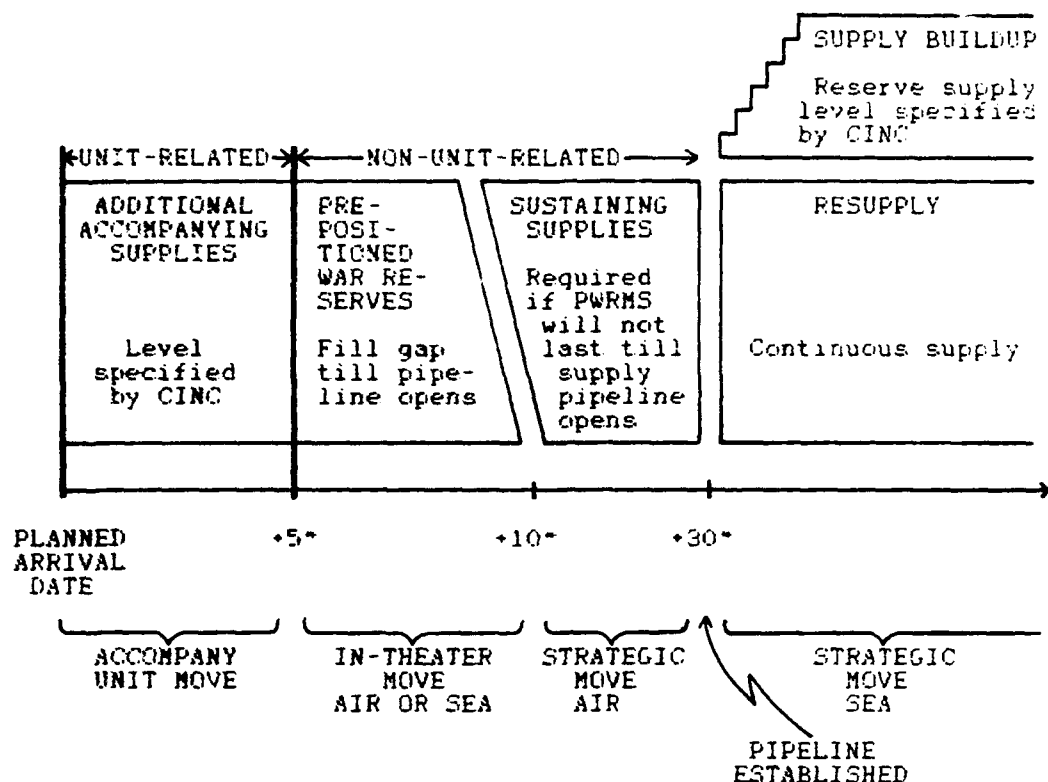 SUPPLY BUILDUP
Reserve supply
level specified
by CINC
UNIT-RELATED
NON-UNIT-RELATED
ADDITIONAL
ACCOMPANYING
SUPPLIES
Level
specified
by CINC
PRE-
POSI-
TIONED
WAR RE-
SERVES
Fill gap
till pipe-
line opens
SUSTAINING
SUPPLIES
Required
if PWRMS
will not
last till
supply
pipeline
opens
RESUPPLY
Continuous supply
PLANNED
ARRIVAL
DATE
+5*
+10*
+30*
ACCOMPANY
UNIT MOVE
IN-THEATER
MOVE
AIR OR SEA
STRATEGIC
MOVE
AIR
STRATEGIC
MOVE
SEA
PIPELINE
ESTABLISHED